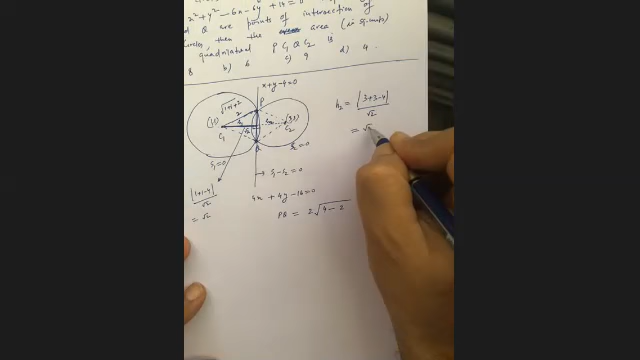 x² + y² − 6x − 6y + 14 = 0
Q are points of intersection of
circles, then the area (in sq. units)
quadrilateral P C₁ Q C₂ is
8 b) 6 c) 9 d) 4.
x + y − 4 = 0
√1+1+2
P
2
(1,1)
C₁
(3,3)
C₂
Q
S₁ = 0
S₂ = 0
→ S₁ − S₂ = 0
|1+1−4|
√2
= √2
4x + 4y − 16 = 0
PQ = 2√4 − 2
h₂ = |3+3−4|
√2
= √2